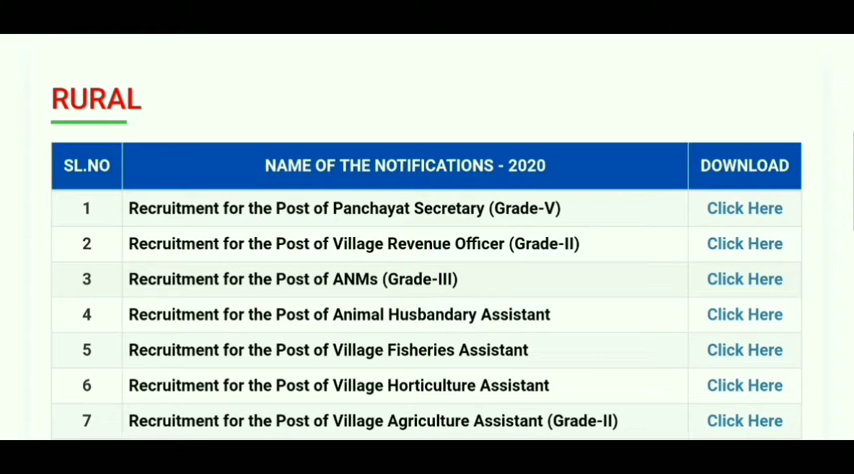 RURAL
SL.NO NAME OF THE NOTIFICATIONS - 2020 DOWNLOAD
1 Recruitment for the Post of Panchayat Secretary (Grade-V) Click Here
2 Recruitment for the Post of Village Revenue Officer (Grade-II) Click Here
3 Recruitment for the Post of ANMs (Grade-III) Click Here
4 Recruitment for the Post of Animal Husbandary Assistant Click Here
5 Recruitment for the Post of Village Fisheries Assistant Click Here
6 Recruitment for the Post of Village Horticulture Assistant Click Here
7 Recruitment for the Post of Village Agriculture Assistant (Grade-II) Click Here